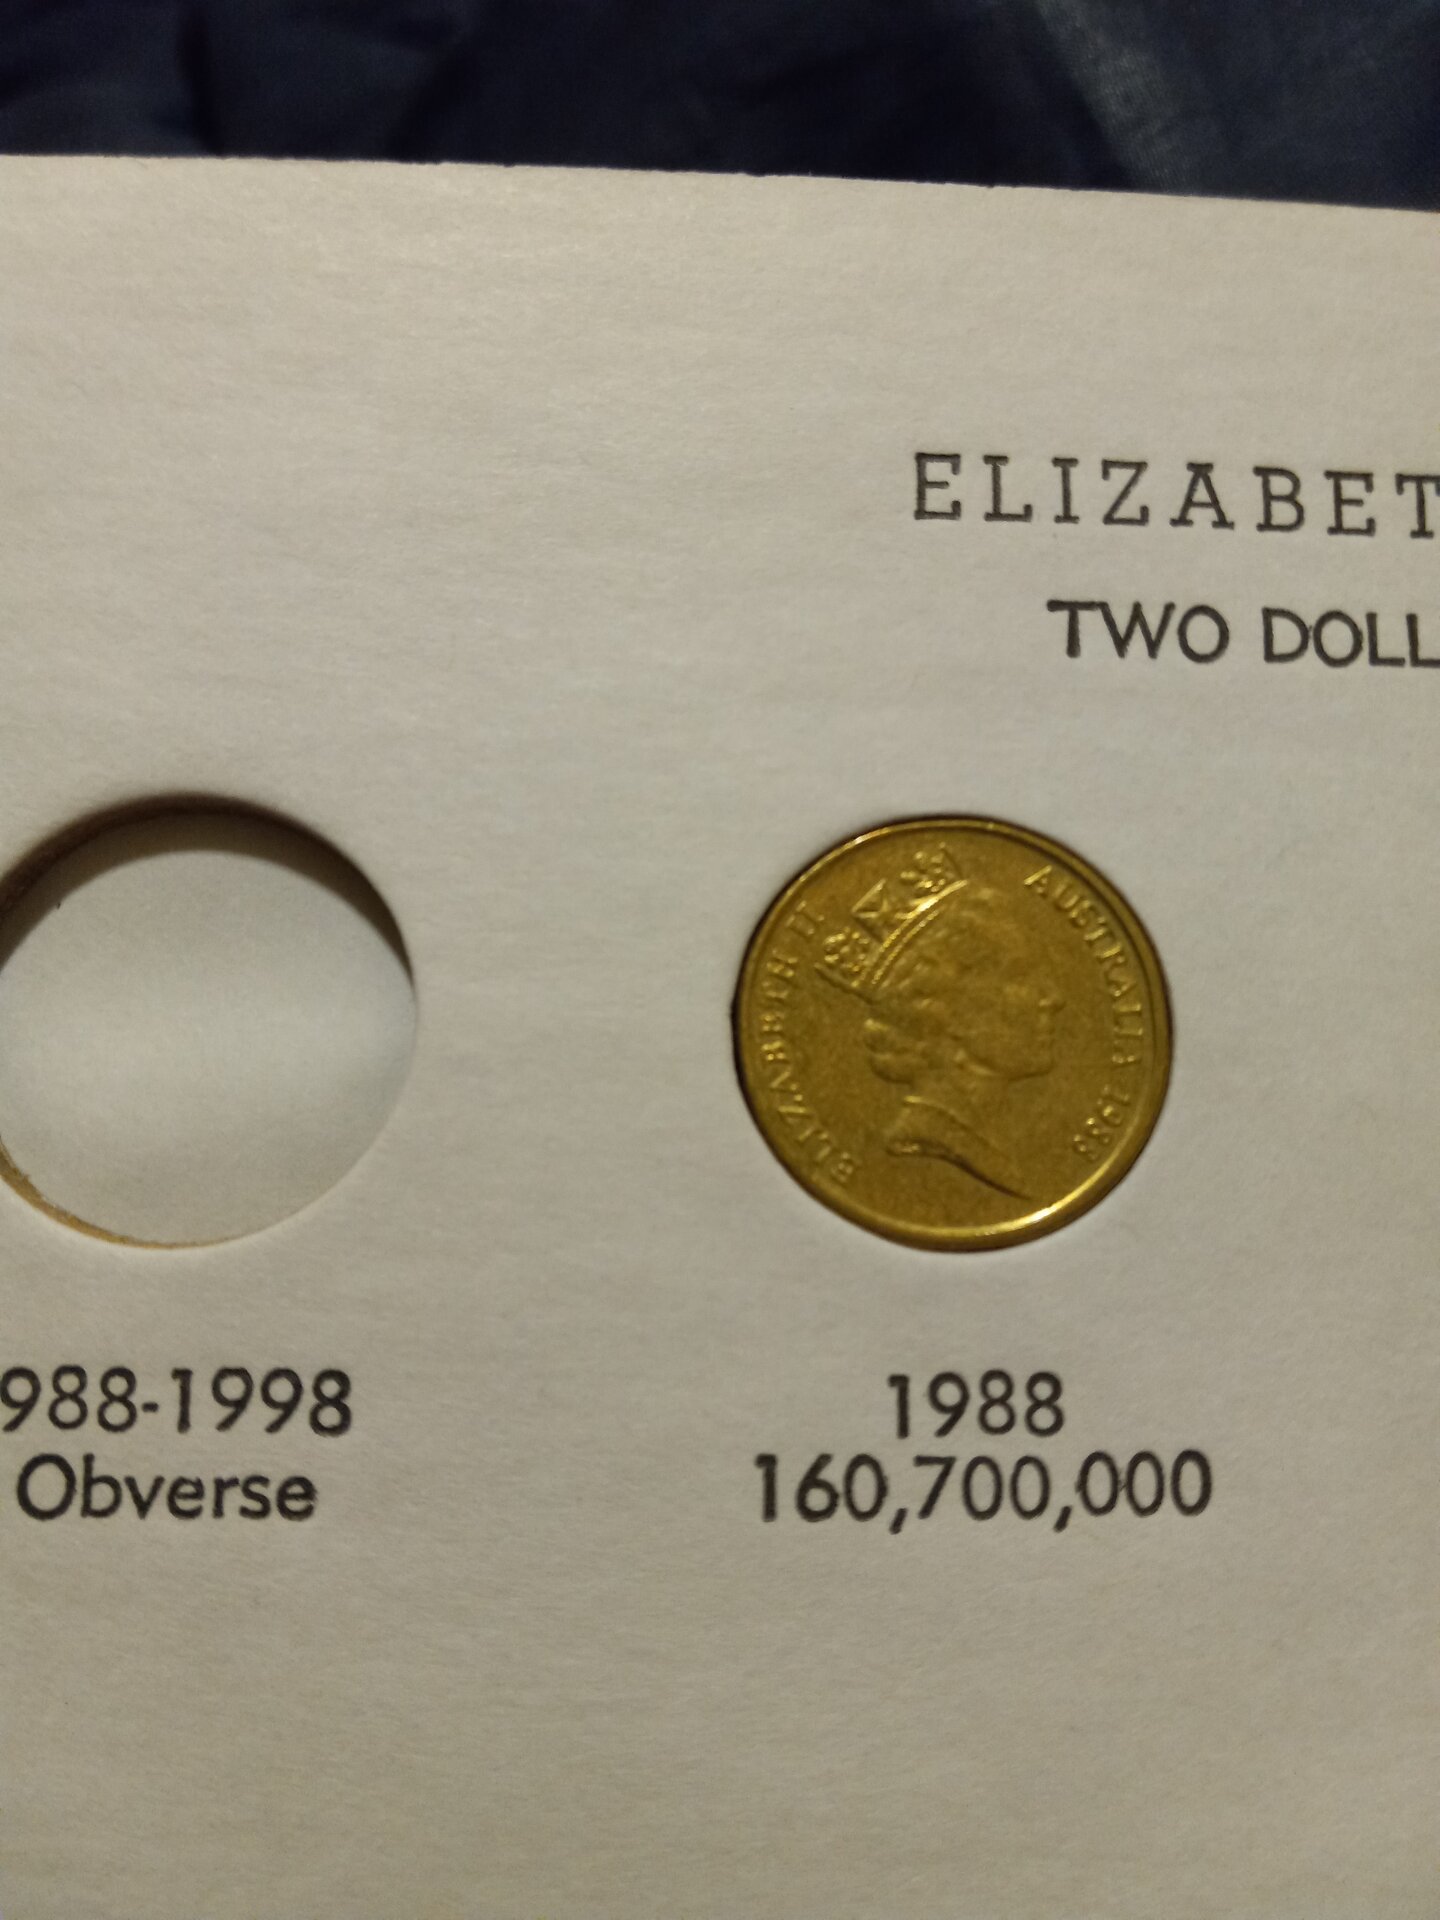 ELIZABET
TWO DOLL
ELIZABETH II
AUSTRALIA 1988
988-1998
Obverse
1988
160,700,000